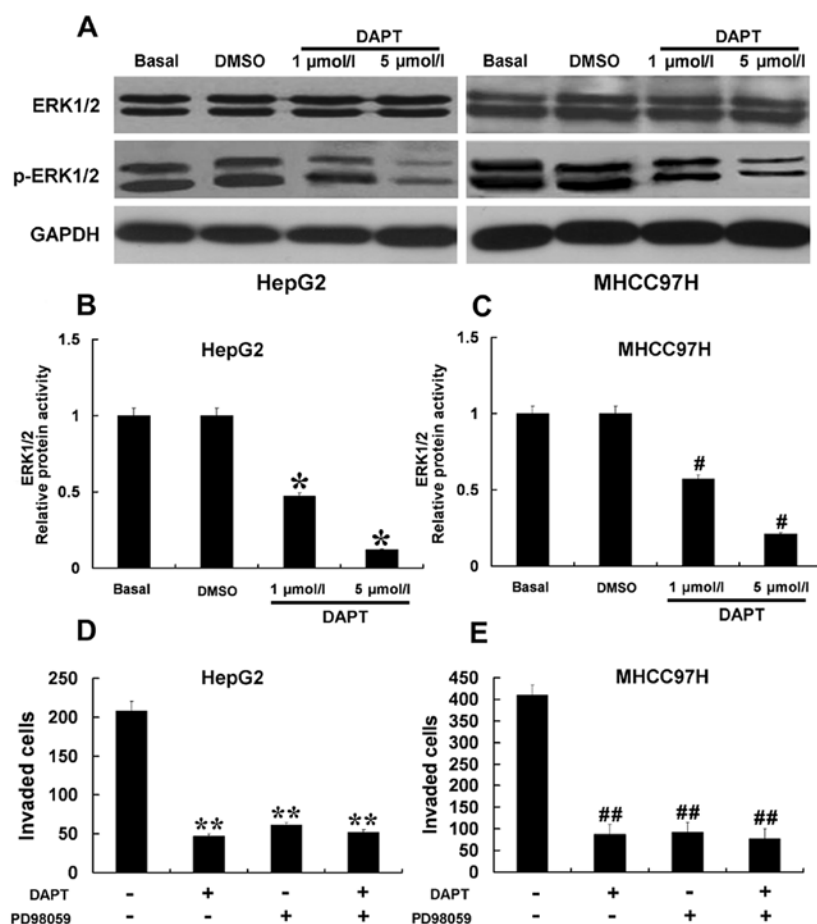 A
DAPT
DAPT
Basal DMSO 1 µmol/l 5 µmol/l
Basal DMSO 1 µmol/l 5 µmol/l
ERK1/2
p-ERK1/2
GAPDH
HepG2
MHCC97H
B
HepG2
ERK1/2
Relative protein activity
1.5
1
0.5
0
*
*
Basal DMSO 1 µmol/l 5 µmol/l
DAPT
C
MHCC97H
ERK1/2
Relative protein activity
1.5
1
0.5
0
#
#
Basal DMSO 1 µmol/l 5 µmol/l
DAPT
D
HepG2
Invaded cells
250
200
150
100
50
0
** ** **
DAPT - + - +
PD98059 - - + +
E
MHCC97H
Invaded cells
450
400
350
300
250
200
150
100
50
0
## ## ##
DAPT - + - +
PD98059 - - + +